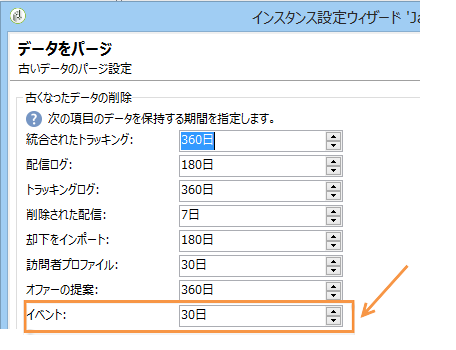 インスタンス設定ウィザード 'Ja
データをパージ
古いデータのパージ設定
古くなったデータの削除
次の項目のデータを保持する期間を指定します。
統合されたトラッキング: 360日
配信ログ: 180日
トラッキングログ: 360日
削除された配信: 7日
却下をインポート: 180日
訪問者プロファイル: 30日
オファーの提案: 360日
イベント: 30日